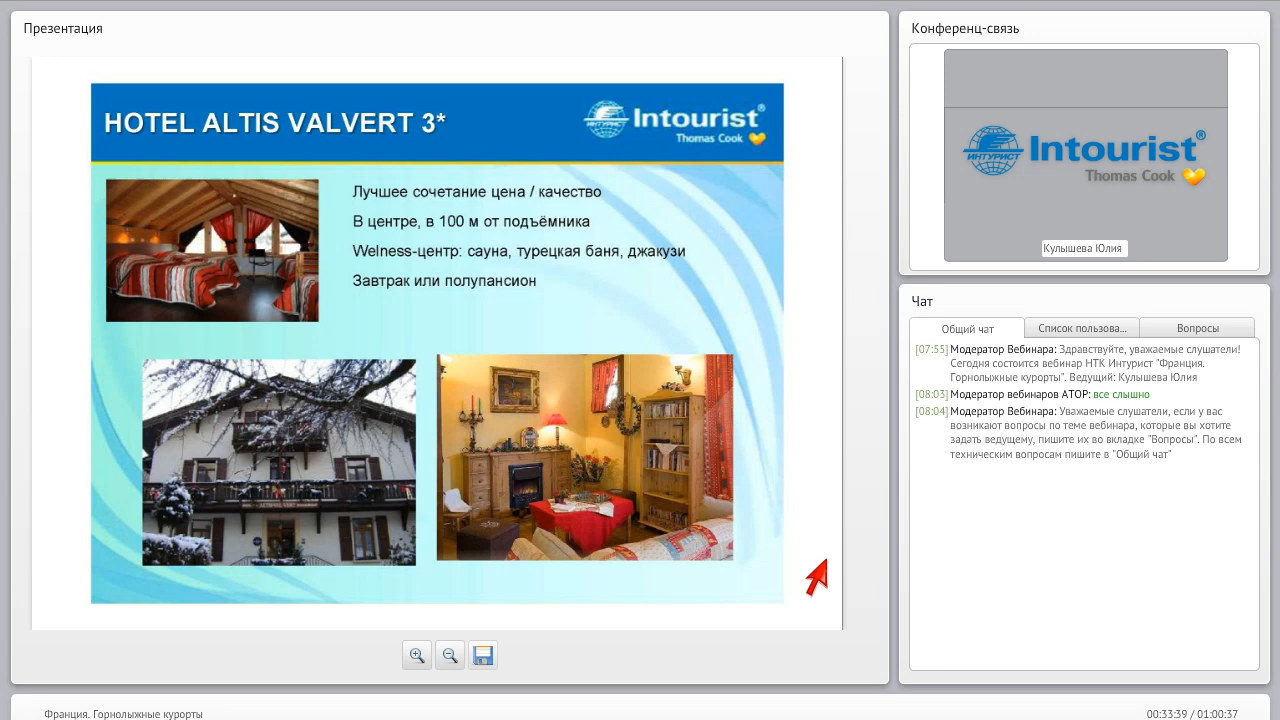 Презентация
HOTEL ALTIS VALVERT 3*
ИНТУРИСТ Intourist®
Thomas Cook
Лучшее сочетание цена / качество
В центре, в 100 м от подъёмника
Welness-центр: сауна, турецкая баня, джакузи
Завтрак или полупансион
Конференц-связь
ИНТУРИСТ Intourist®
Thomas Cook
Кулышева Юлия
Чат
Общий чат
Список пользова...
Вопросы
[07:55] Модератор Вебинара: Здравствуйте, уважаемые слушатели!
Сегодня состоится вебинар НТК Интурист "Франция.
Горнолыжные курорты". Ведущий: Кулышева Юлия
[08:03] Модератор вебинаров АТОР: все слышно
[08:04] Модератор Вебинара: Уважаемые слушатели, если у вас
возникают вопросы по теме вебинара, которые вы хотите
задать ведущему, пишите их во вкладке "Вопросы". По всем
техническим вопросам пишите в "Общий чат"
Франция. Горнолыжные курорты
00:33:39 / 01:00:37